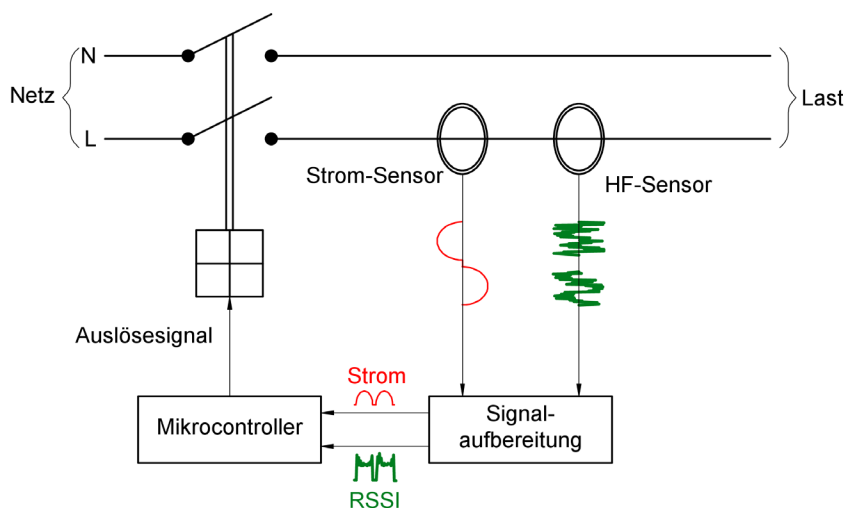 N
Netz
L
Last
Strom-Sensor
HF-Sensor
Auslösesignal
Strom
Mikrocontroller
Signal-
aufbereitung
RSSI